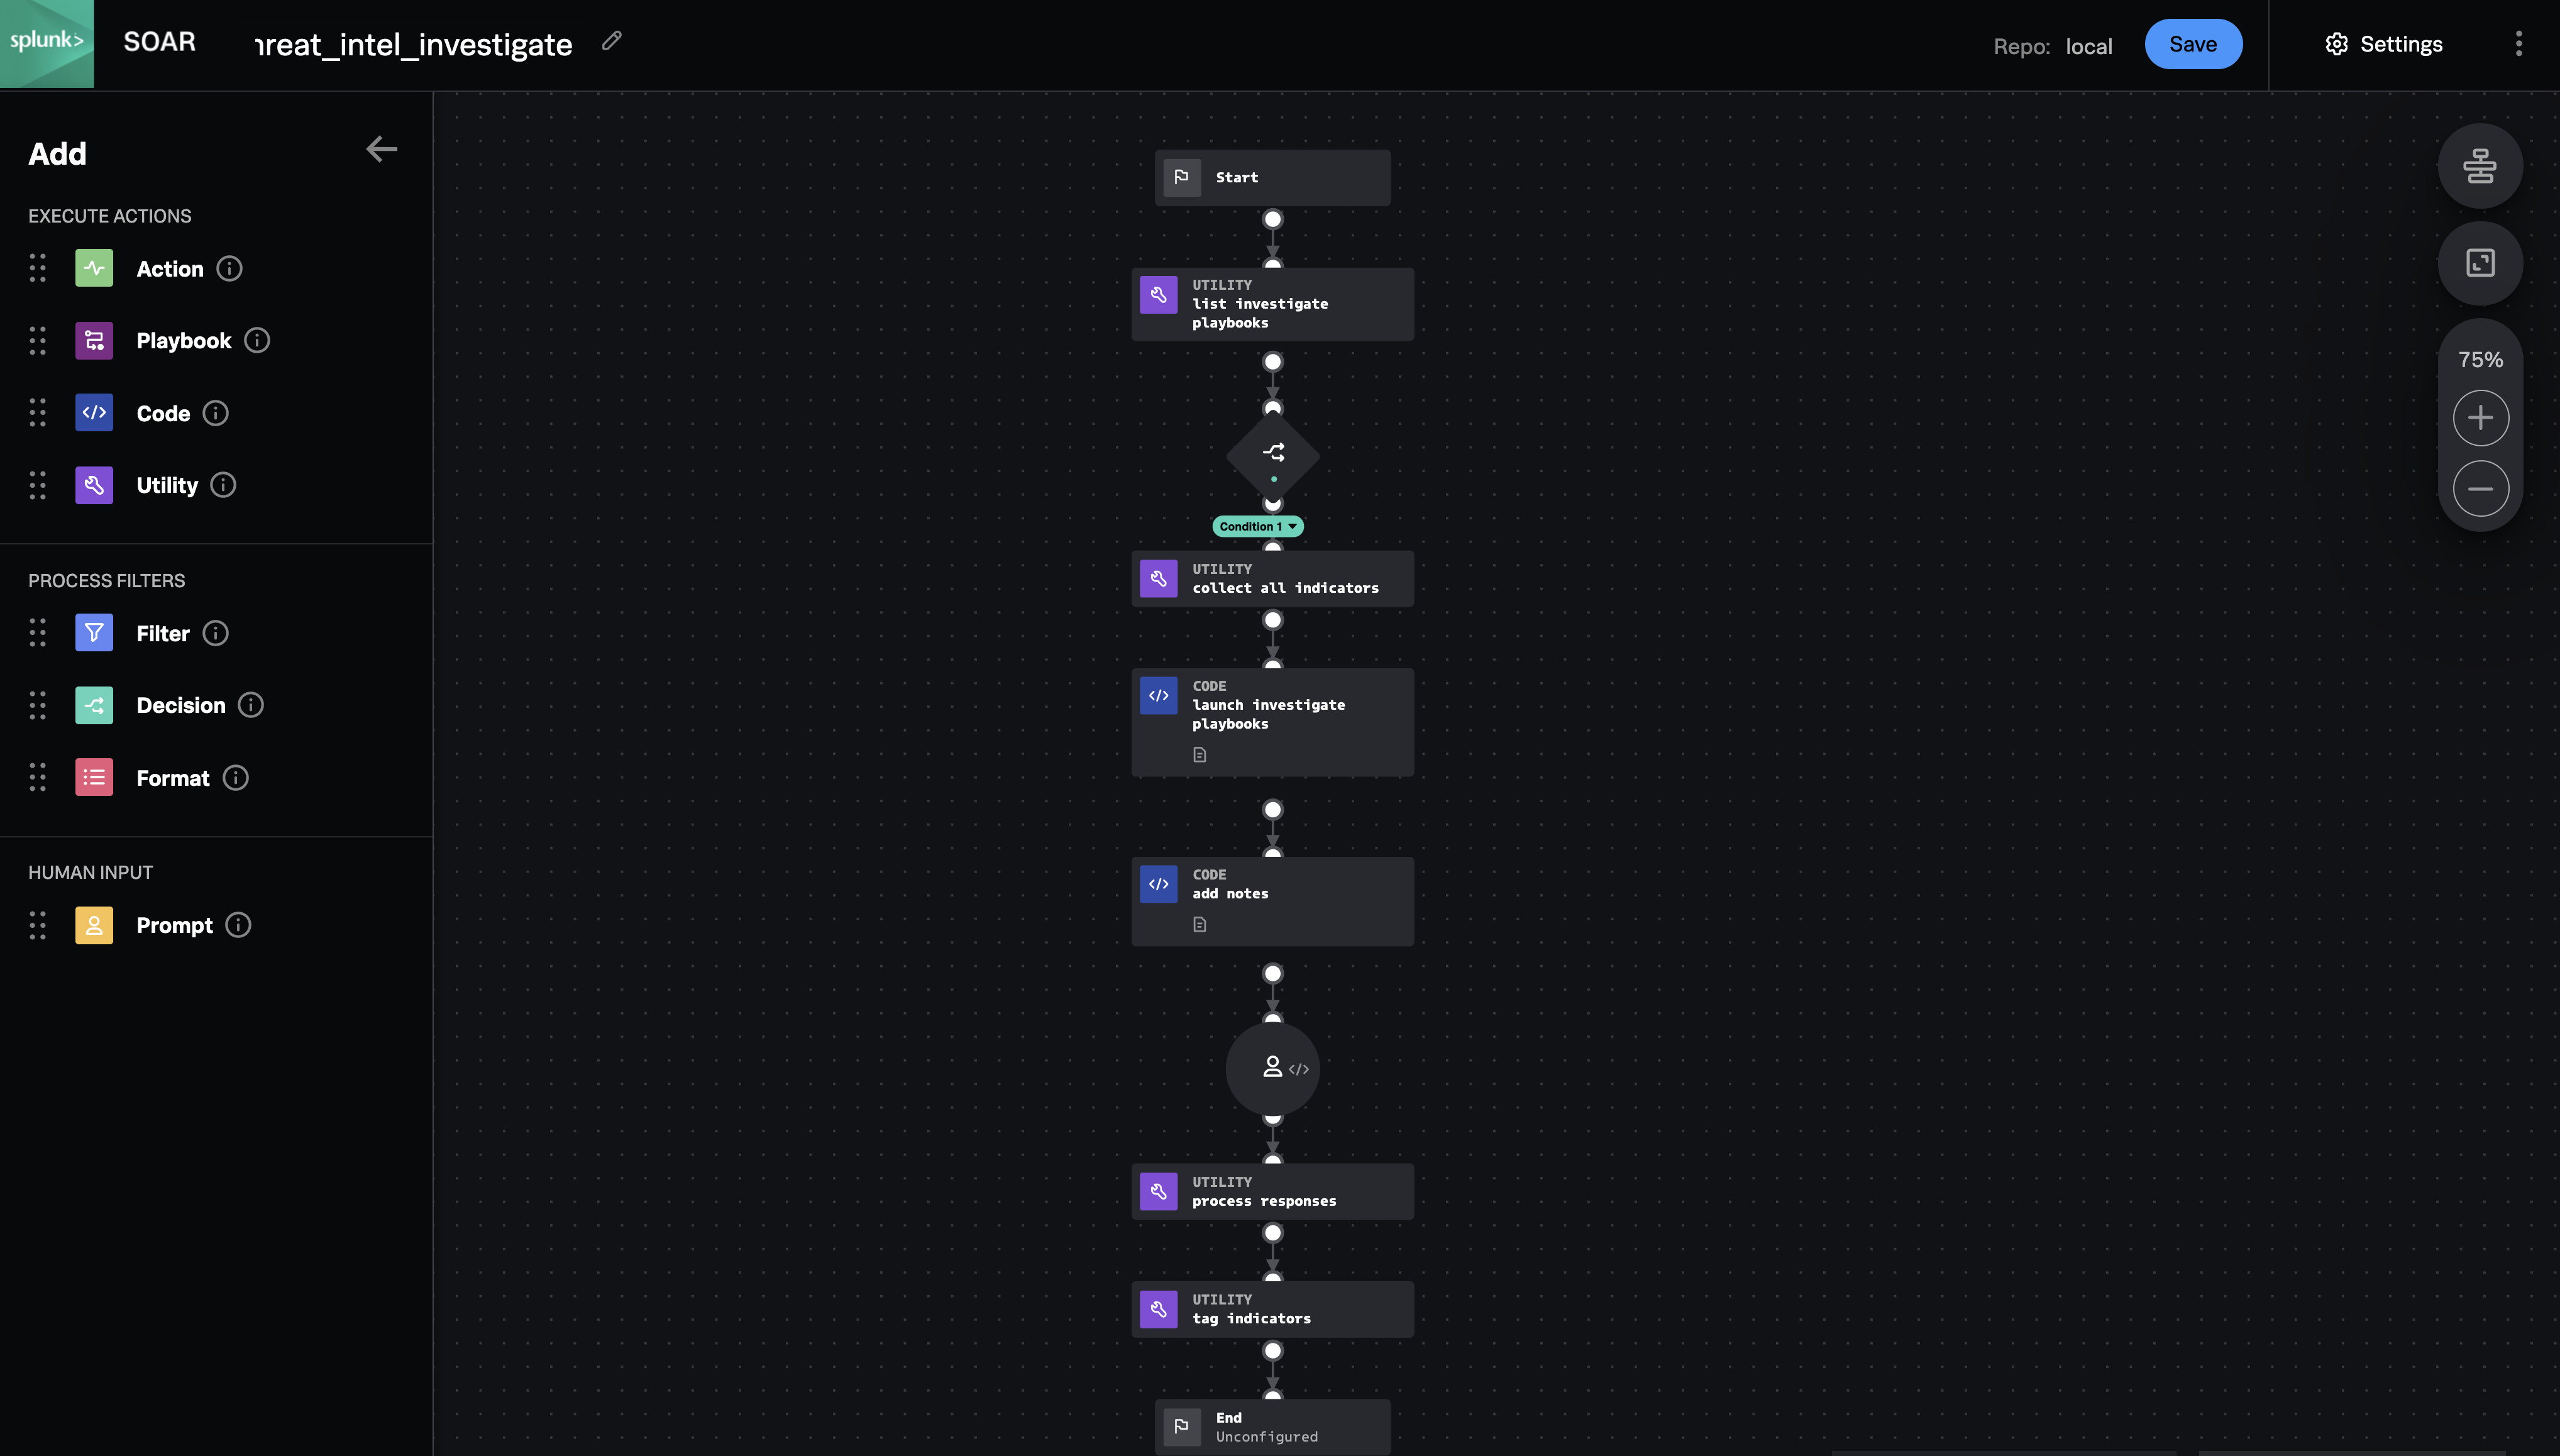 splunk>
SOAR
hreat_intel_investigate
Repo: local
Save
Settings
Add
EXECUTE ACTIONS
Action
Playbook
</> Code
Utility
PROCESS FILTERS
Filter
Decision
Format
HUMAN INPUT
Prompt
Start
UTILITY
list investigate
playbooks
Condition 1
UTILITY
collect all indicators
</> CODE
launch investigate
playbooks
</> CODE
add notes
</>
UTILITY
process responses
UTILITY
tag indicators
End
Unconfigured
75%